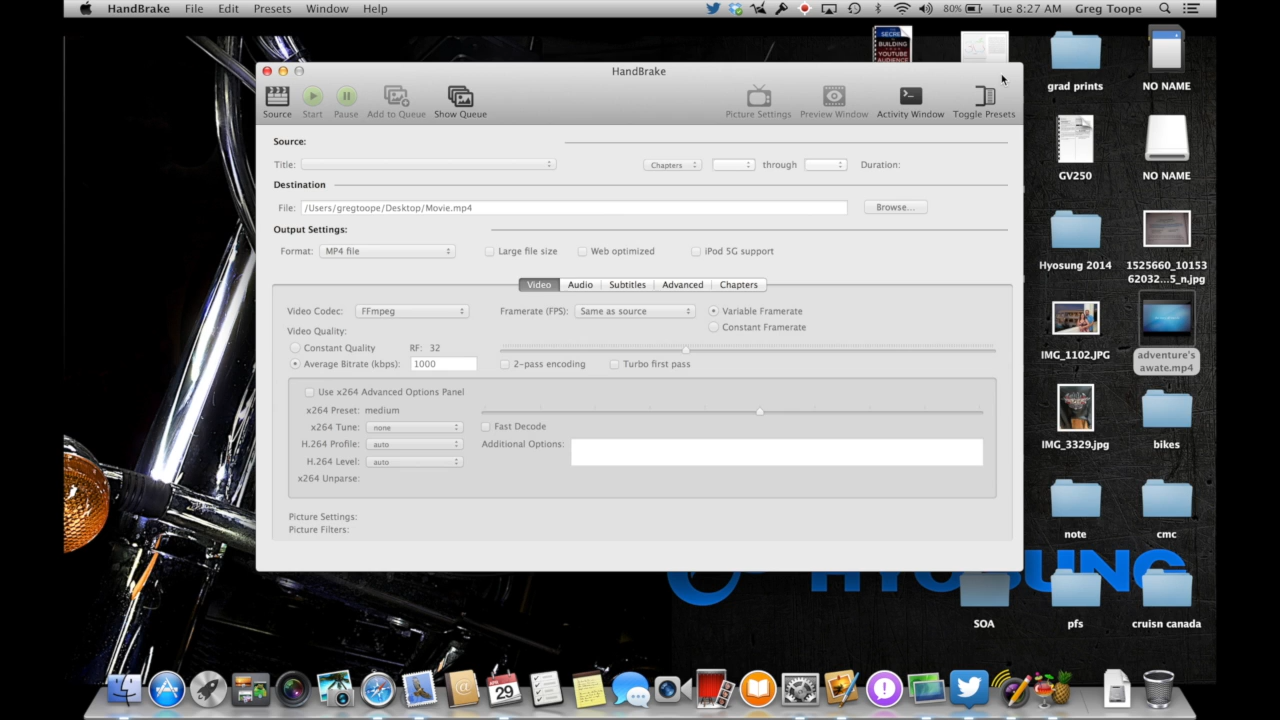 HandBrake File Edit Presets Window Help 80% Tue 8:27 AM Greg Toope
HandBrake
Source Start Pause Add to Queue Show Queue Picture Settings Preview Window Activity Window Toggle Presets
Source:
Title: Chapters through Duration:
Destination
File: /Users/gregtoope/Desktop/Movie.mp4 Browse...
Output Settings:
Format: MP4 file Large file size Web optimized iPod 5G support
Video Audio Subtitles Advanced Chapters
Video Codec: FFmpeg Framerate (FPS): Same as source Variable Framerate
Constant Framerate
Video Quality:
Constant Quality RF: 32
Average Bitrate (kbps): 1000 2-pass encoding Turbo first pass
Use x264 Advanced Options Panel
x264 Preset: medium
x264 Tune: none Fast Decode
H.264 Profile: auto Additional Options:
H.264 Level: auto
x264 Unparse:
Picture Settings:
Picture Filters:
SECRE
BUILDING
YOUR
YOUTUBE
AUDIENCE
grad prints NO NAME
GV250 NO NAME
Hyosung 2014 1525660_10153
62032...5_n.jpg
IMG_1102.JPG adventure's
awate.mp4
IMG_3329.jpg bikes
note cmc
HYOSUNG
SOA pfs cruisn canada
APR
29